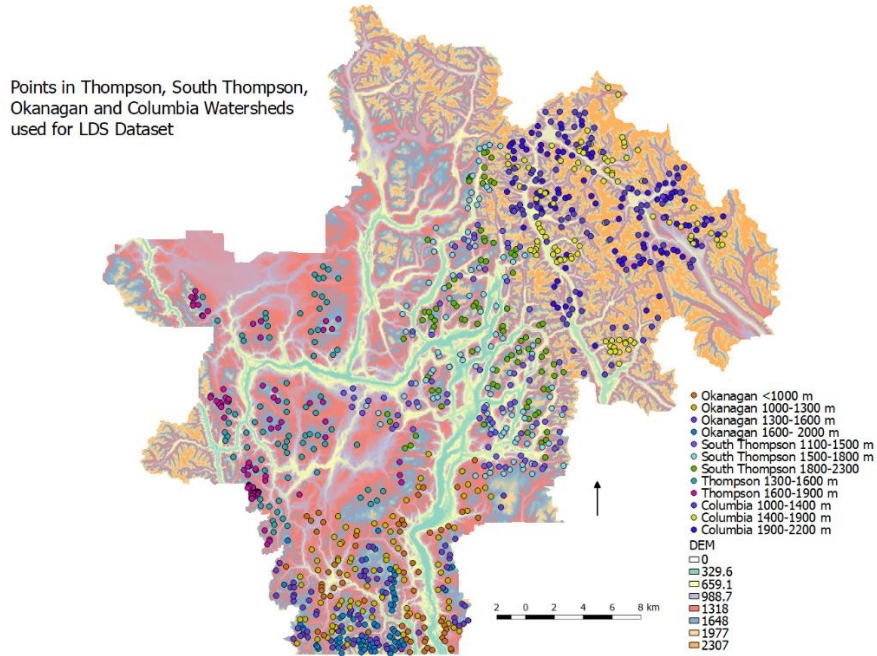 Points in Thompson, South Thompson,
Okanagan and Columbia Watersheds
used for LDS Dataset
Okanagan <1000 m
Okanagan 1000-1300 m
Okanagan 1300-1600 m
Okanagan 1600- 2000 m
South Thompson 1100-1500 m
South Thompson 1500-1800 m
South Thompson 1800-2300
Thompson 1300-1600 m
Thompson 1600-1900 m
Columbia 1000-1400 m
Columbia 1400-1900 m
Columbia 1900-2200 m
DEM
0
329.6
659.1
988.7
1318
1648
1977
2307
2 0 2 4 6 8 km